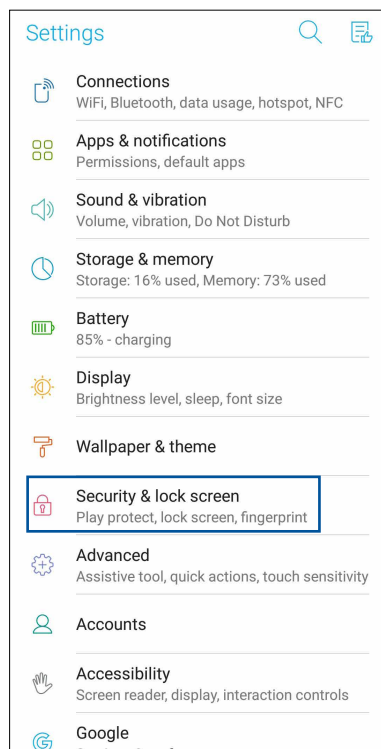 Settings
Connections
WiFi, Bluetooth, data usage, hotspot, NFC
Apps & notifications
Permissions, default apps
Sound & vibration
Volume, vibration, Do Not Disturb
Storage & memory
Storage: 16% used, Memory: 73% used
Battery
85% - charging
Display
Brightness level, sleep, font size
Wallpaper & theme
Security & lock screen
Play protect, lock screen, fingerprint
Advanced
Assistive tool, quick actions, touch sensitivity
Accounts
Accessibility
Screen reader, display, interaction controls
Google